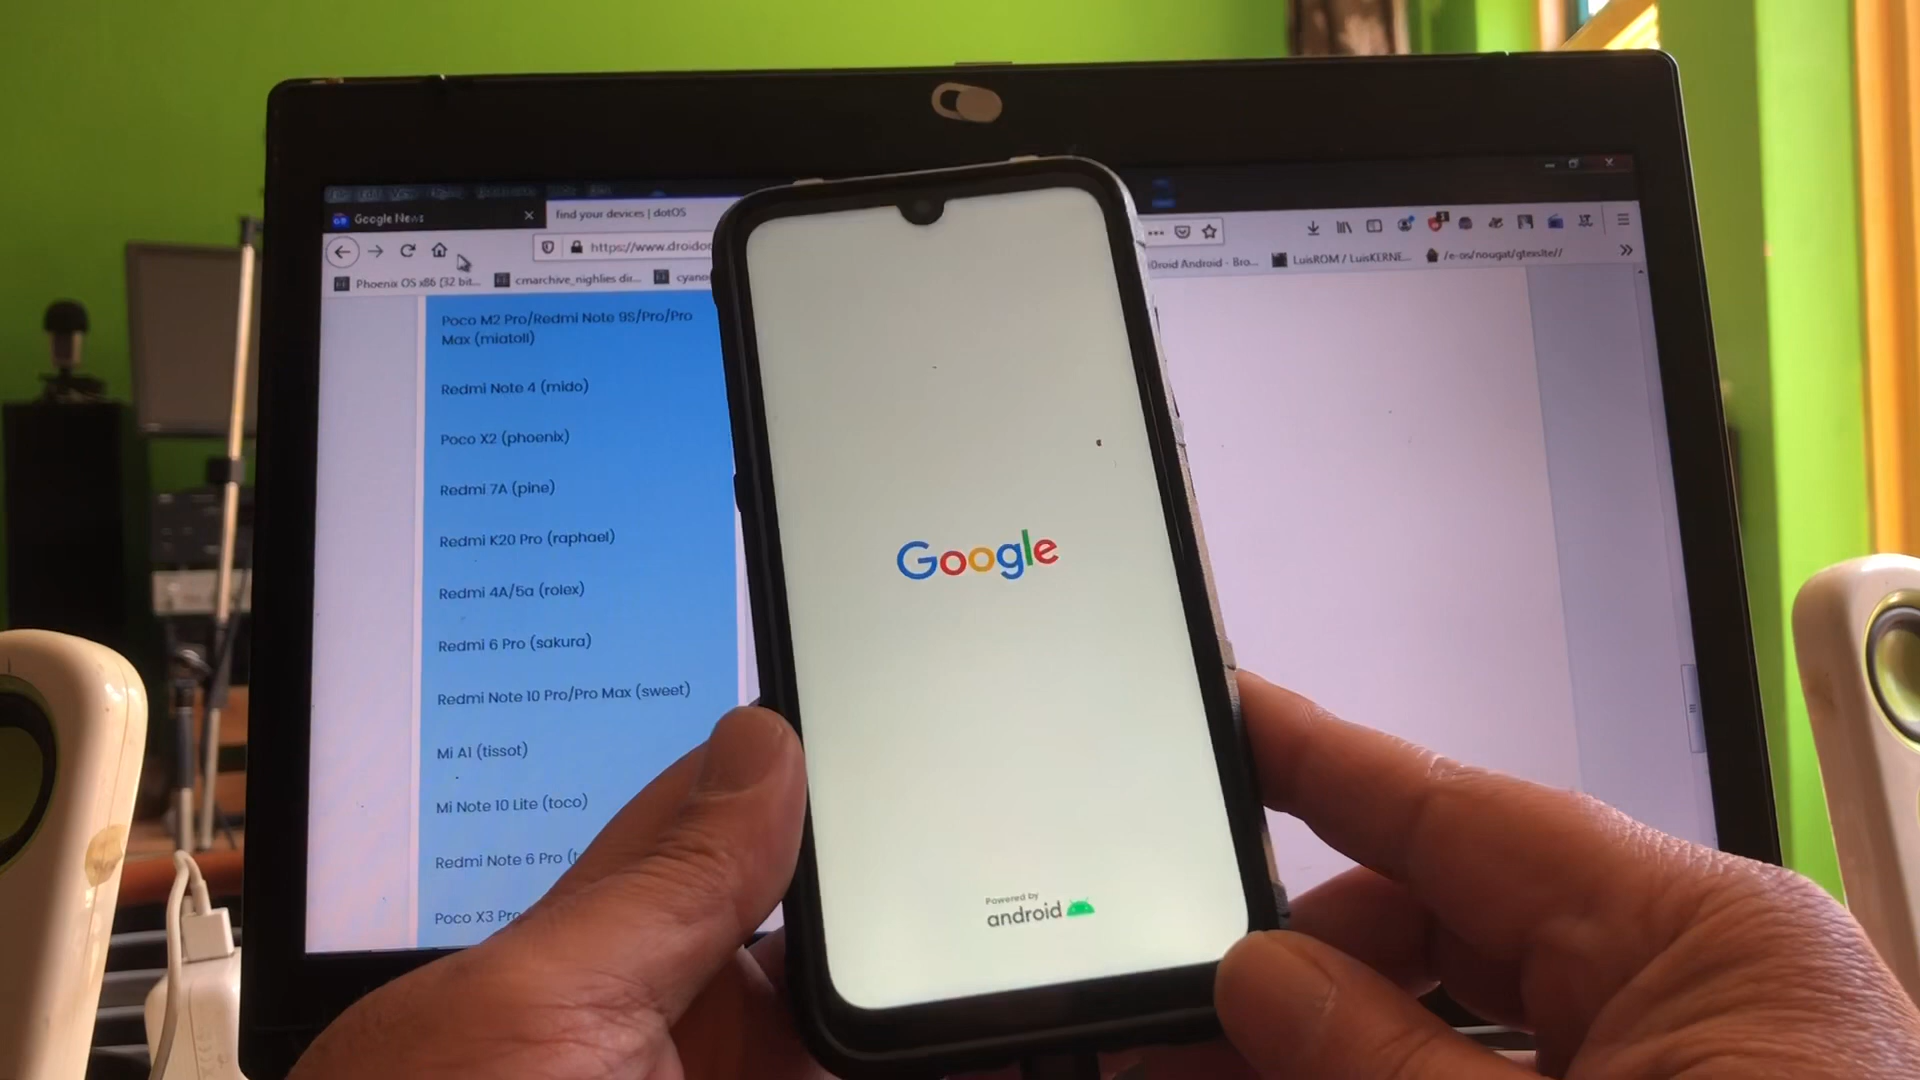 Google News
find your devices | dotOS
https://www.droidon
Phoenix OS x86 (32 bit...
cmarchive_nighlies dir...
cyano
Droid Android - Bro...
LuisROM / LuisKERNE...
/e-os/nougat/gtexslte//
Poco M2 Pro/Redmi Note 9S/Pro/Pro
Max (miatoll)
Redmi Note 4 (mido)
Poco X2 (phoenix)
Redmi 7A (pine)
Redmi K20 Pro (raphael)
Redmi 4A/5a (rolex)
Redmi 6 Pro (sakura)
Redmi Note 10 Pro/Pro Max (sweet)
Mi A1 (tissot)
Mi Note 10 Lite (toco)
Redmi Note 6 Pro (t
Poco X3 Pro
Google
Powered by
android